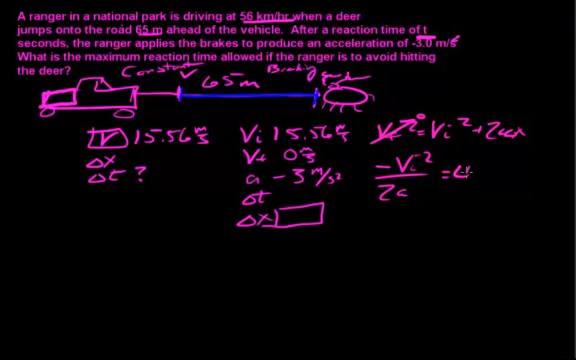 A ranger in a national park is driving at 56 km/hr when a deer
jumps onto the road 65 m ahead of the vehicle. After a reaction time of t
seconds, the ranger applies the brakes to produce an acceleration of -3.0 m/s²
What is the maximum reaction time allowed if the ranger is to avoid hitting
the deer?
Constant V
Braking
65m
V 15.56 m/s
Δx
Δt ?
Vi 15.56 m/s
Vf 0 m/s
a - 3 m/s²
Δt
Δx
Vf² 0 = Vi² + 2aΔx
-Vi² / 2a =